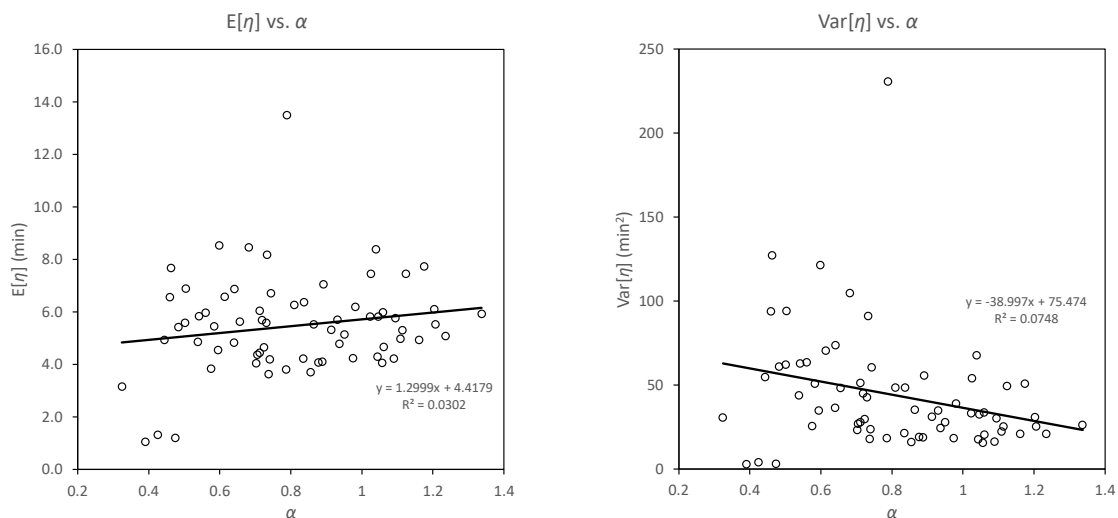 E[η] vs. α
16.0
14.0
12.0
10.0
8.0
6.0
4.0
2.0
0.0
E[η] (min)
0.2 0.4 0.6 0.8 1 1.2 1.4
α
y = 1.2999x + 4.4179
R² = 0.0302
Var[η] vs. α
250
200
150
100
50
0
Var[η] (min²)
0.2 0.4 0.6 0.8 1 1.2 1.4
α
y = -38.997x + 75.474
R² = 0.0748